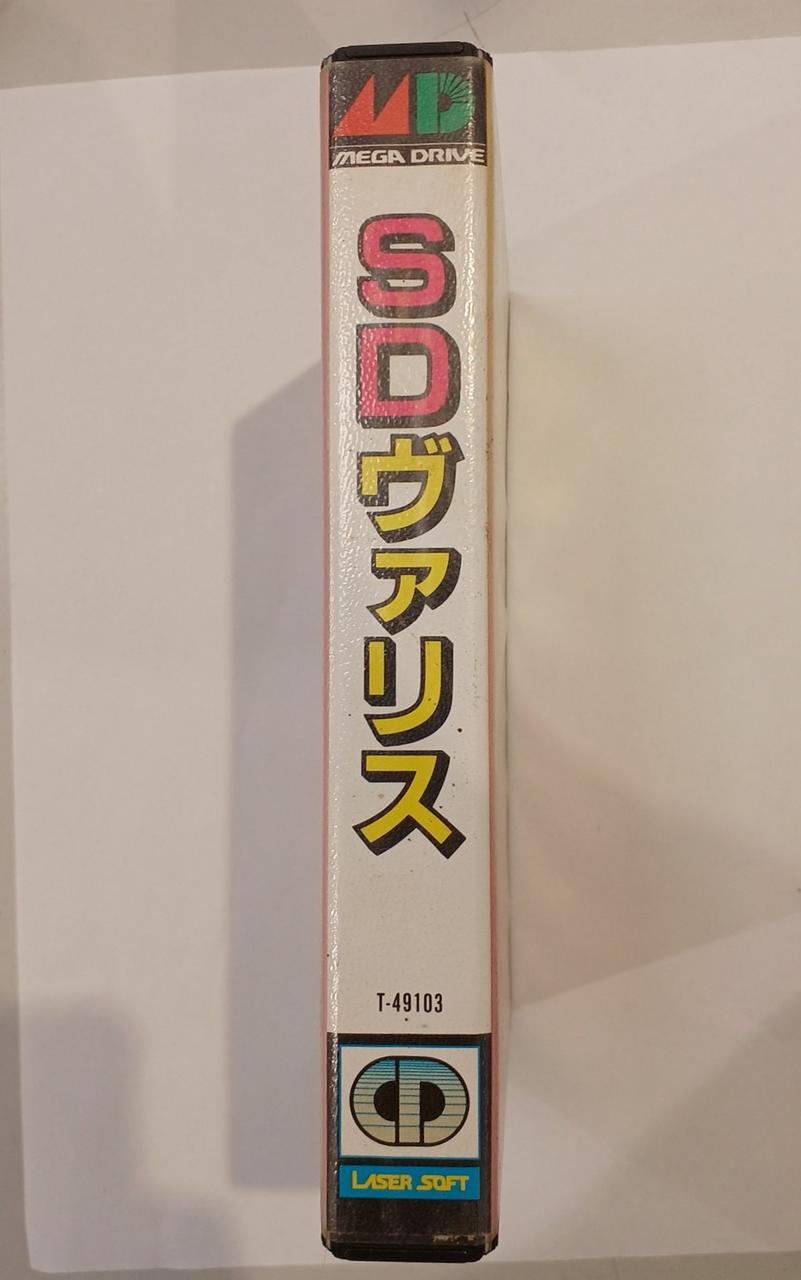 MD
MEGA DRIVE
SDヴァリス
T-49103
LASER SOFT